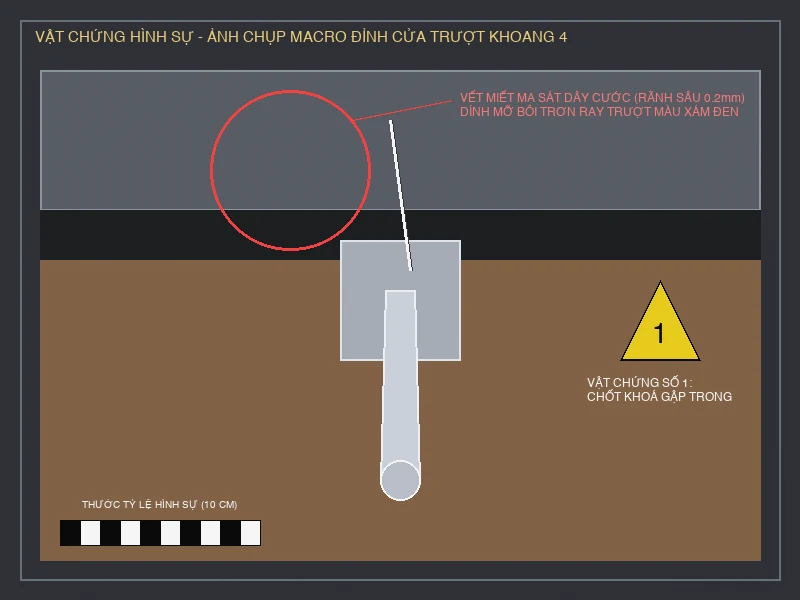 VẬT CHỨNG HÌNH SỰ - ẢNH CHỤP MACRO ĐỈNH CỬA TRƯỢT KHOANG 4
VẾT MIẾT MA SÁT DÂY CƯỚC (RÃNH SÂU 0.2mm)
DÍNH MỠ BÔI TRƠN RAY TRƯỢT MÀU XÁM ĐEN
1
VẬT CHỨNG SỐ 1:
CHỐT KHOÁ GẬP TRONG
THƯỚC TỶ LỆ HÌNH SỰ (10 CM)